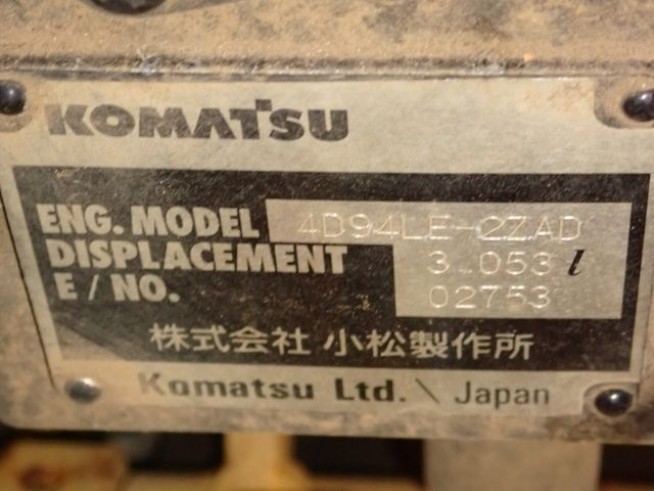 KOMATSU
ENG. MODEL 4D94LE-2ZAD
DISPLACEMENT 3.053 l
E / NO. 02753
株式会社 小松製作所
Komatsu Ltd. \ Japan